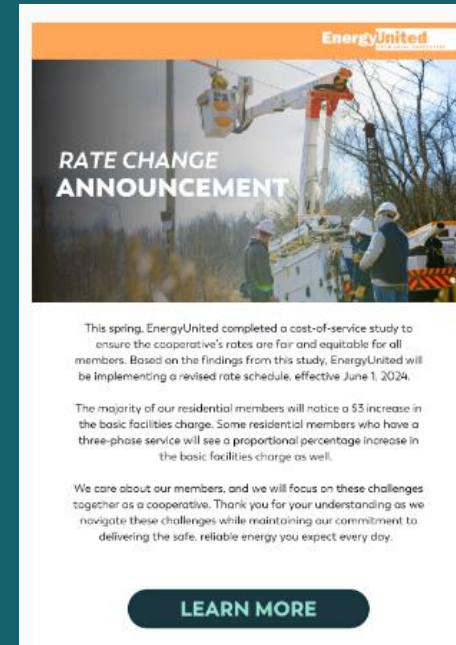 EnergyUnited
RATE CHANGE
ANNOUNCEMENT
This spring, EnergyUnited completed a cost-of-service study to
ensure the cooperative's rates are fair and equitable for all
members. Based on the findings from this study, EnergyUnited will
be implementing a revised rate schedule, effective June 1, 2024.
The majority of our residential members will notice a $3 increase in
the basic facilities charge. Some residential members who have a
three-phase service will see a proportional percentage increase in
the basic facilities charge as well.
We care about our members, and we will focus on these challenges
together as a cooperative. Thank you for your understanding as we
navigate these challenges while maintaining our commitment to
delivering the safe, reliable energy you expect every day.
LEARN MORE